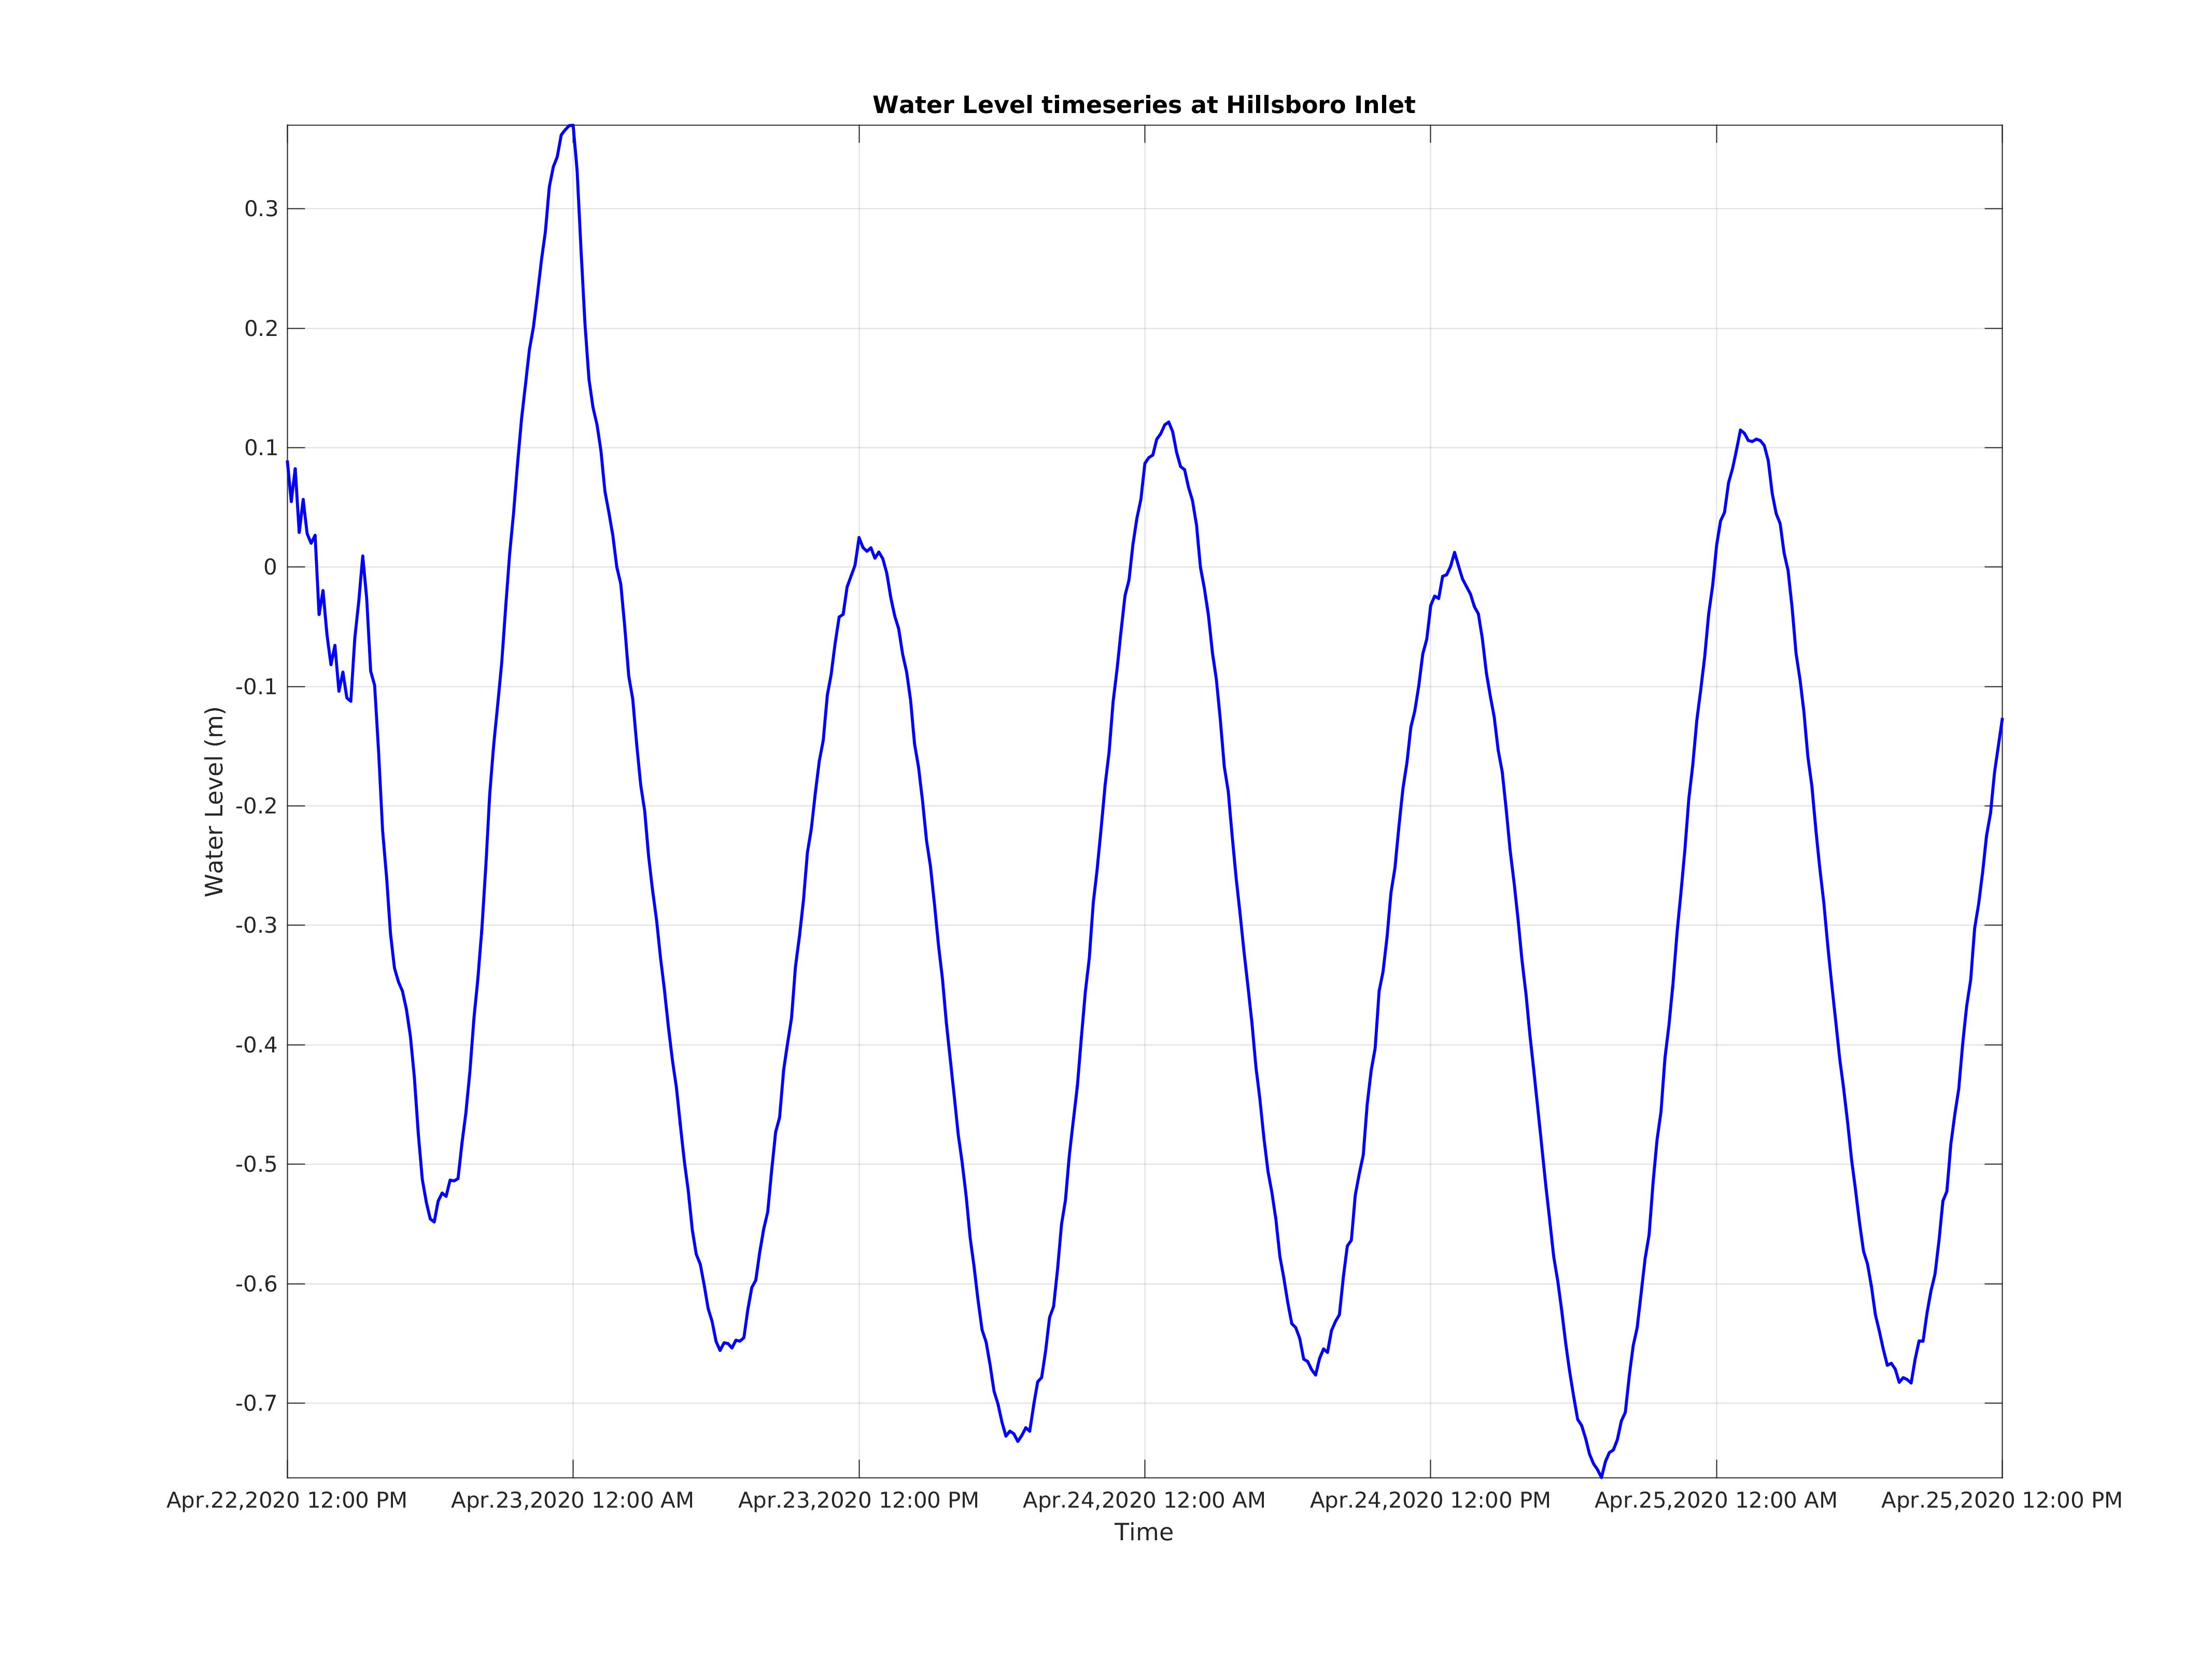 Water Level timeseries at Hillsboro Inlet
0.3
0.2
0.1
0
-0.1
-0.2
-0.3
-0.4
-0.5
-0.6
-0.7
Water Level (m)
Apr.22,2020 12:00 PM
Apr.23,2020 12:00 AM
Apr.23,2020 12:00 PM
Apr.24,2020 12:00 AM
Apr.24,2020 12:00 PM
Apr.25,2020 12:00 AM
Apr.25,2020 12:00 PM
Time